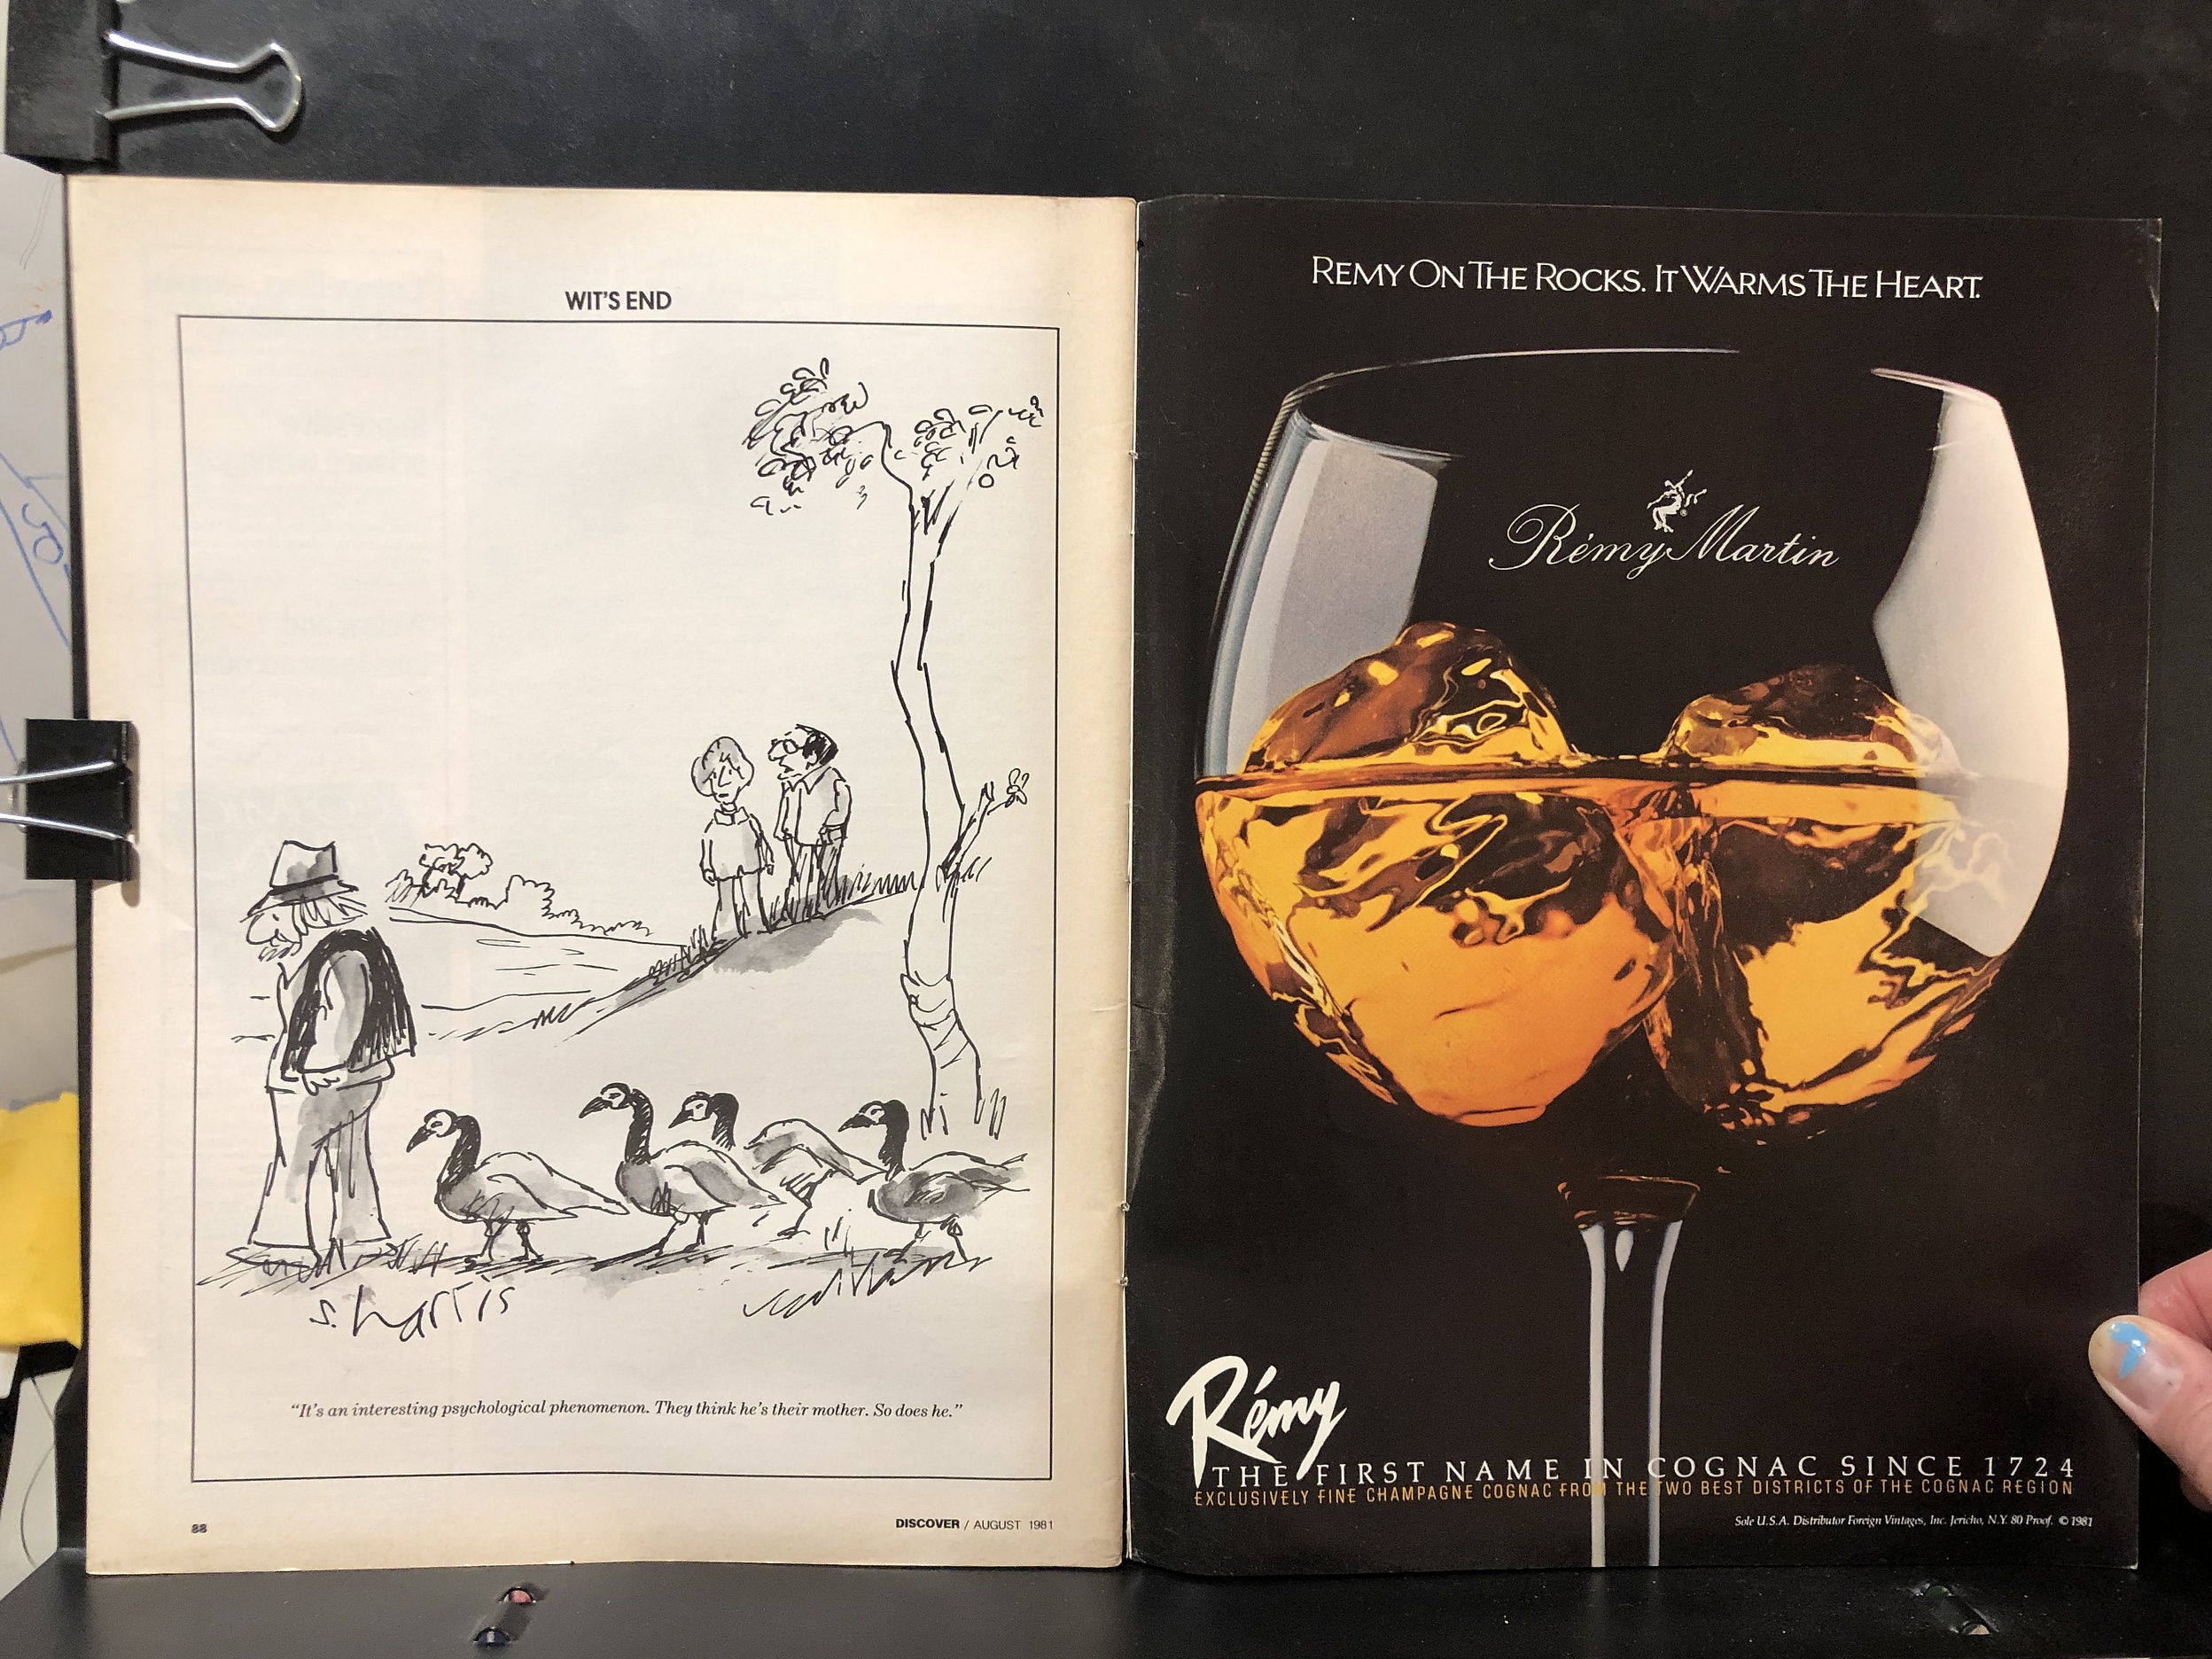 WIT'S END
s. harris
"It's an interesting psychological phenomenon. They think he's their mother. So does he."
88
DISCOVER / AUGUST 1981
REMY ON THE ROCKS. IT WARMS THE HEART.
Rémy Martin
Rémy
THE FIRST NAME IN COGNAC SINCE 1724
EXCLUSIVELY FINE CHAMPAGNE COGNAC FROM THE TWO BEST DISTRICTS OF THE COGNAC REGION
Sole U.S.A. Distributor Foreign Vintages, Inc. Jericho, N.Y. 80 Proof. © 1981